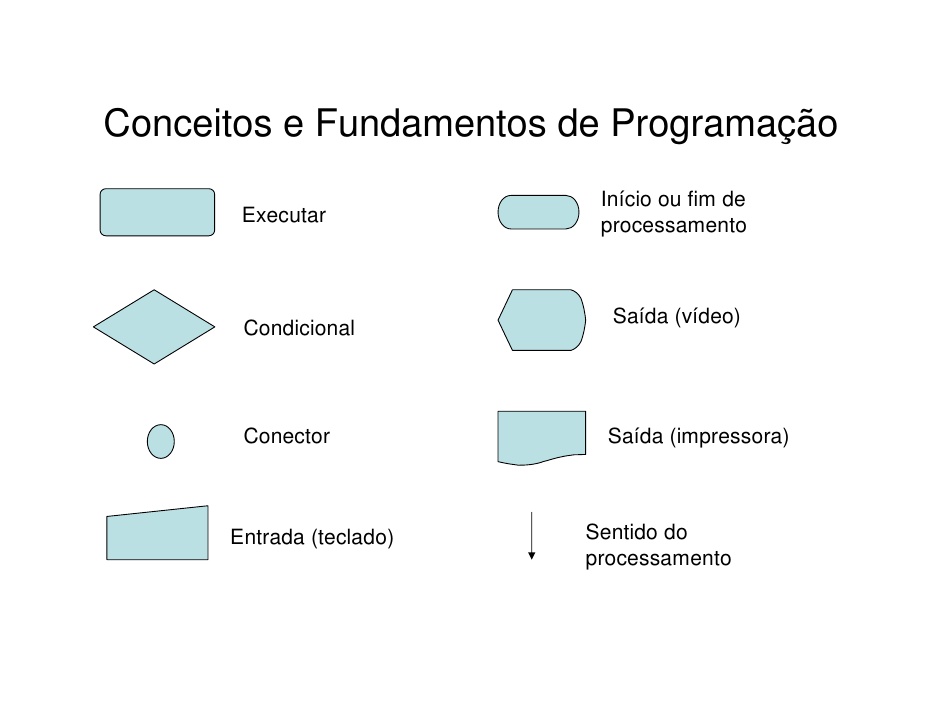 Conceitos e Fundamentos de Programação
Executar
Início ou fim de
processamento
Condicional
Saída (vídeo)
Conector
Saída (impressora)
Entrada (teclado)
Sentido do
processamento